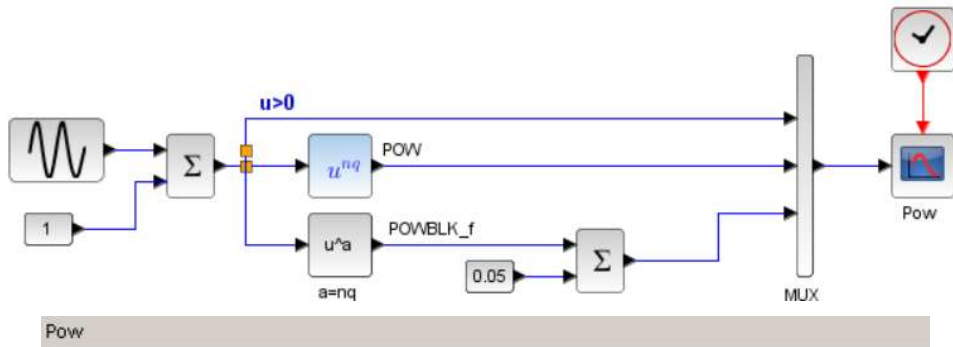 u>0
Σ
u^nq
POW
Pow
1
u^a
POWBLK_f
0.05
Σ
a=nq
MUX
Pow